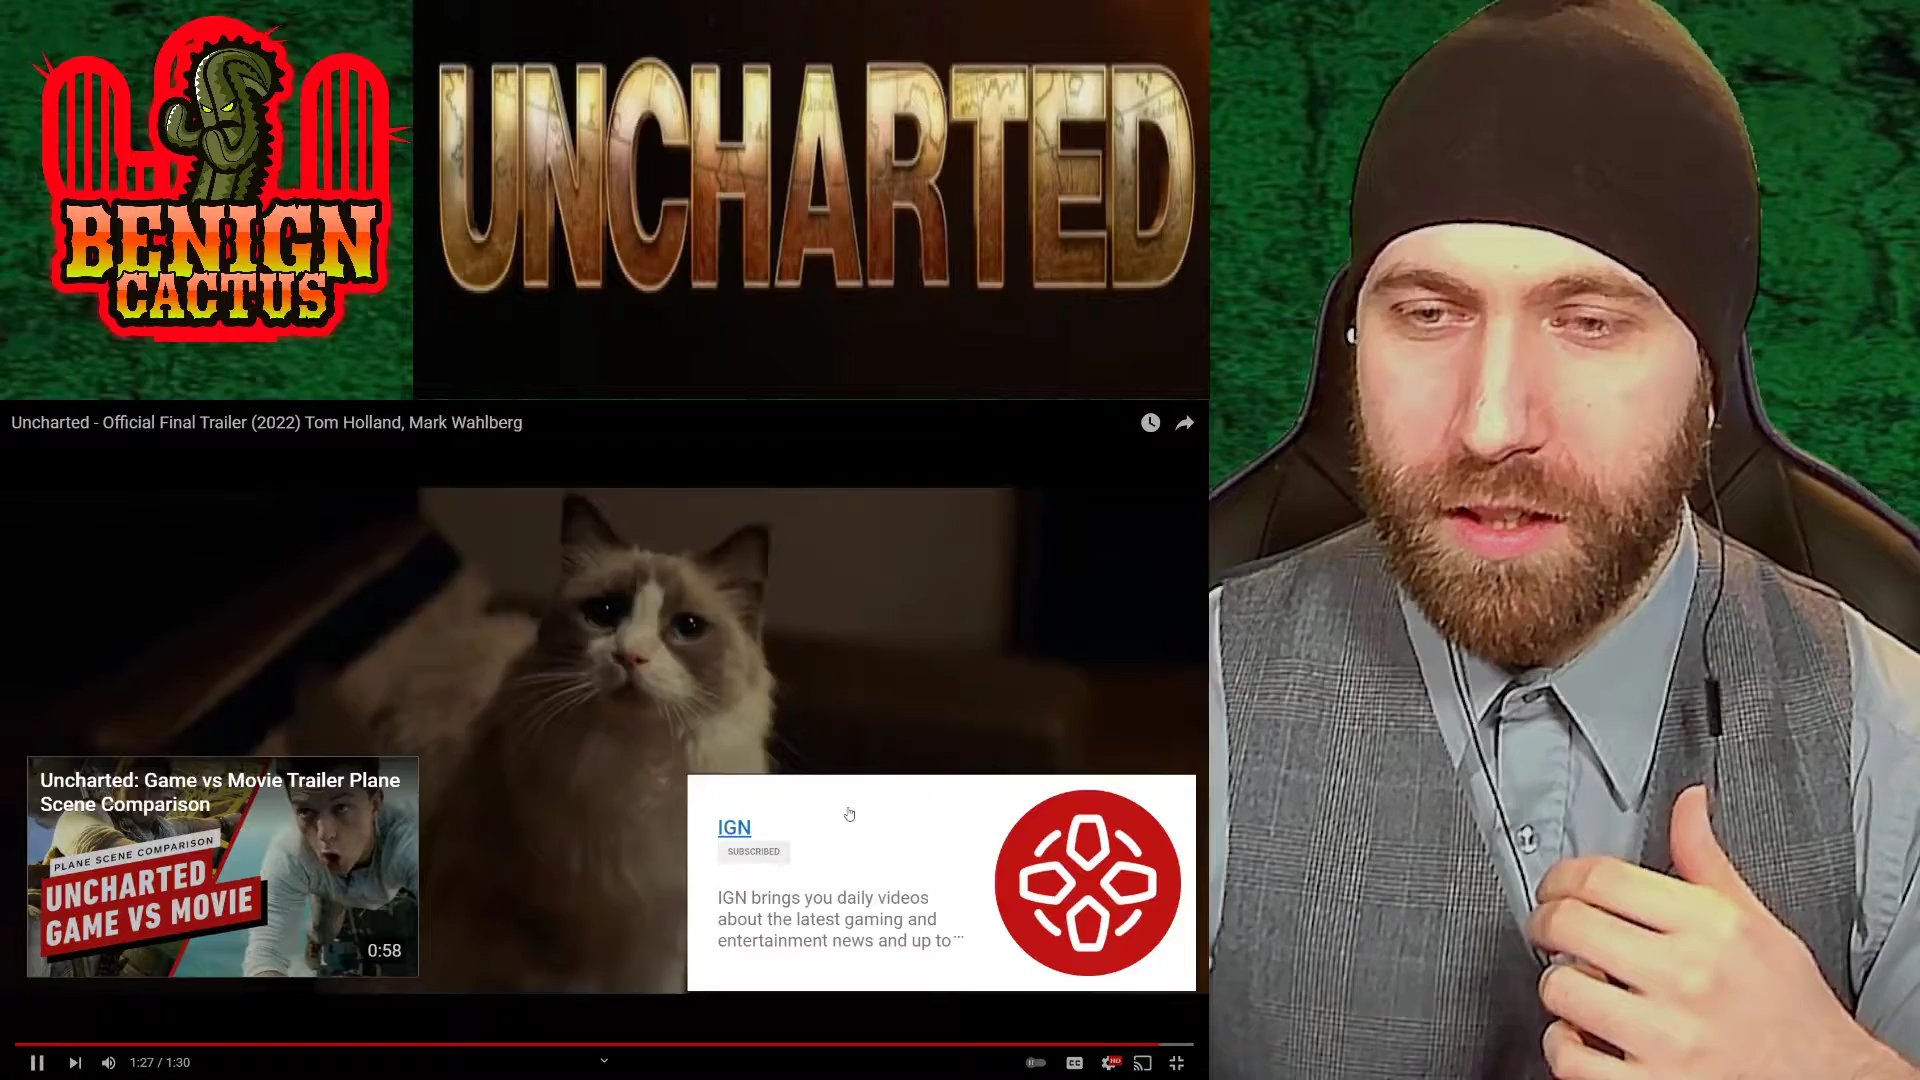 BENIGN
CACTUS
UNCHARTED
Uncharted - Official Final Trailer (2022) Tom Holland, Mark Wahlberg
Uncharted: Game vs Movie Trailer Plane
Scene Comparison
PLANE SCENE COMPARISON
UNCHARTED
GAME VS MOVIE
0:58
IGN
SUBSCRIBED
IGN brings you daily videos
about the latest gaming and
entertainment news and up to...
1:27 / 1:30
CC
HD